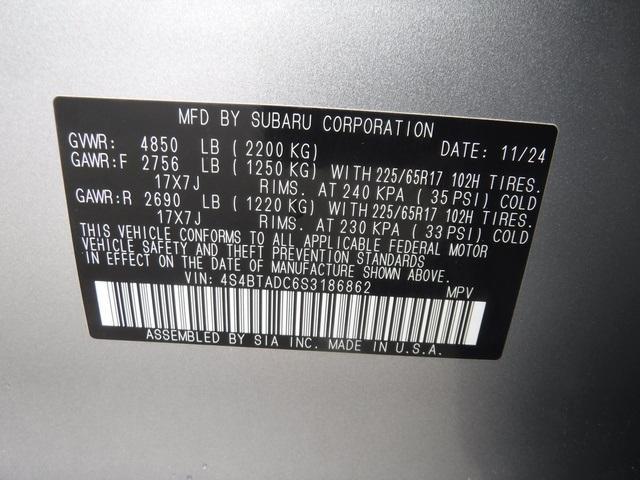 MFD BY SUBARU CORPORATION
GVWR: 4850 LB (2200 KG) DATE: 11/24
GAWR:F 2756 LB (1250 KG) WITH 225/65R17 102H TIRES.
17X7J RIMS. AT 240 KPA (35 PSI) COLD
GAWR:R 2690 LB (1220 KG) WITH 225/65R17 102H TIRES.
17X7J RIMS. AT 230 KPA (33 PSI) COLD
THIS VEHICLE CONFORMS TO ALL APPLICABLE FEDERAL MOTOR
VEHICLE SAFETY AND THEFT PREVENTION STANDARDS
IN EFFECT ON THE DATE OF MANUFACTURE SHOWN ABOVE.
VIN: 4S4BTADC6S3186862 MPV
ASSEMBLED BY SIA INC. MADE IN U.S.A.